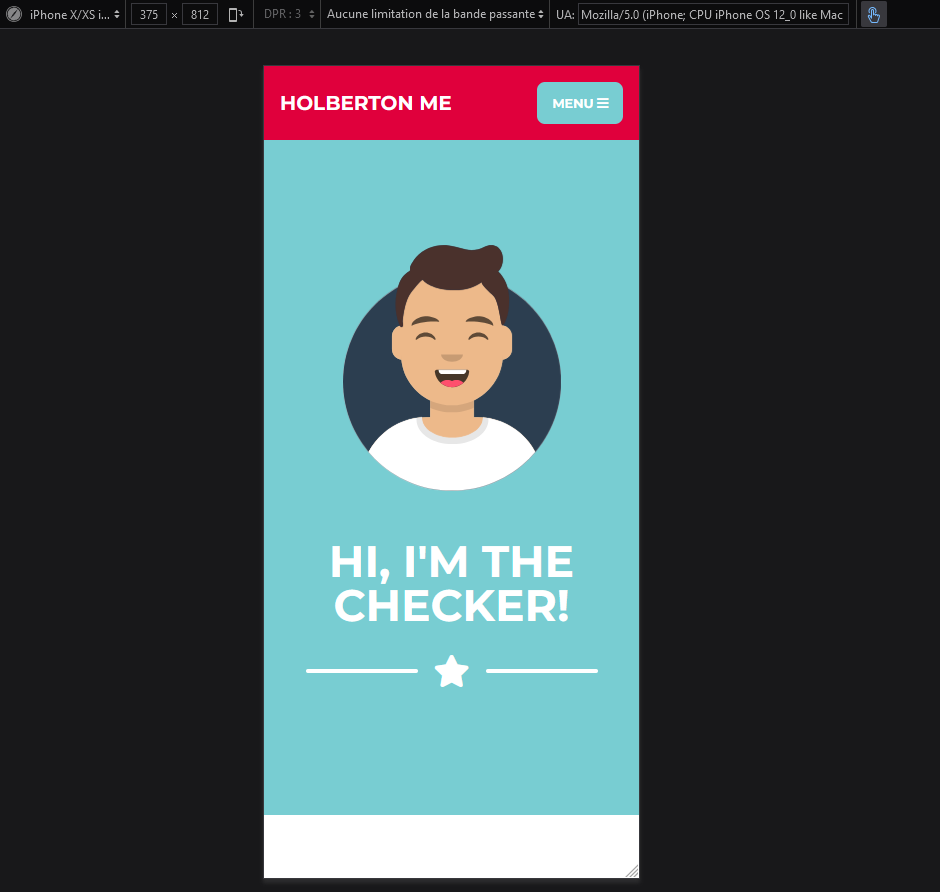 iPhone X/XS i... 375 × 812 DPR : 3 Aucune limitation de la bande passante UA: Mozilla/5.0 (iPhone; CPU iPhone OS 12_0 like Mac
HOLBERTON ME MENU
HI, I'M THE
CHECKER!